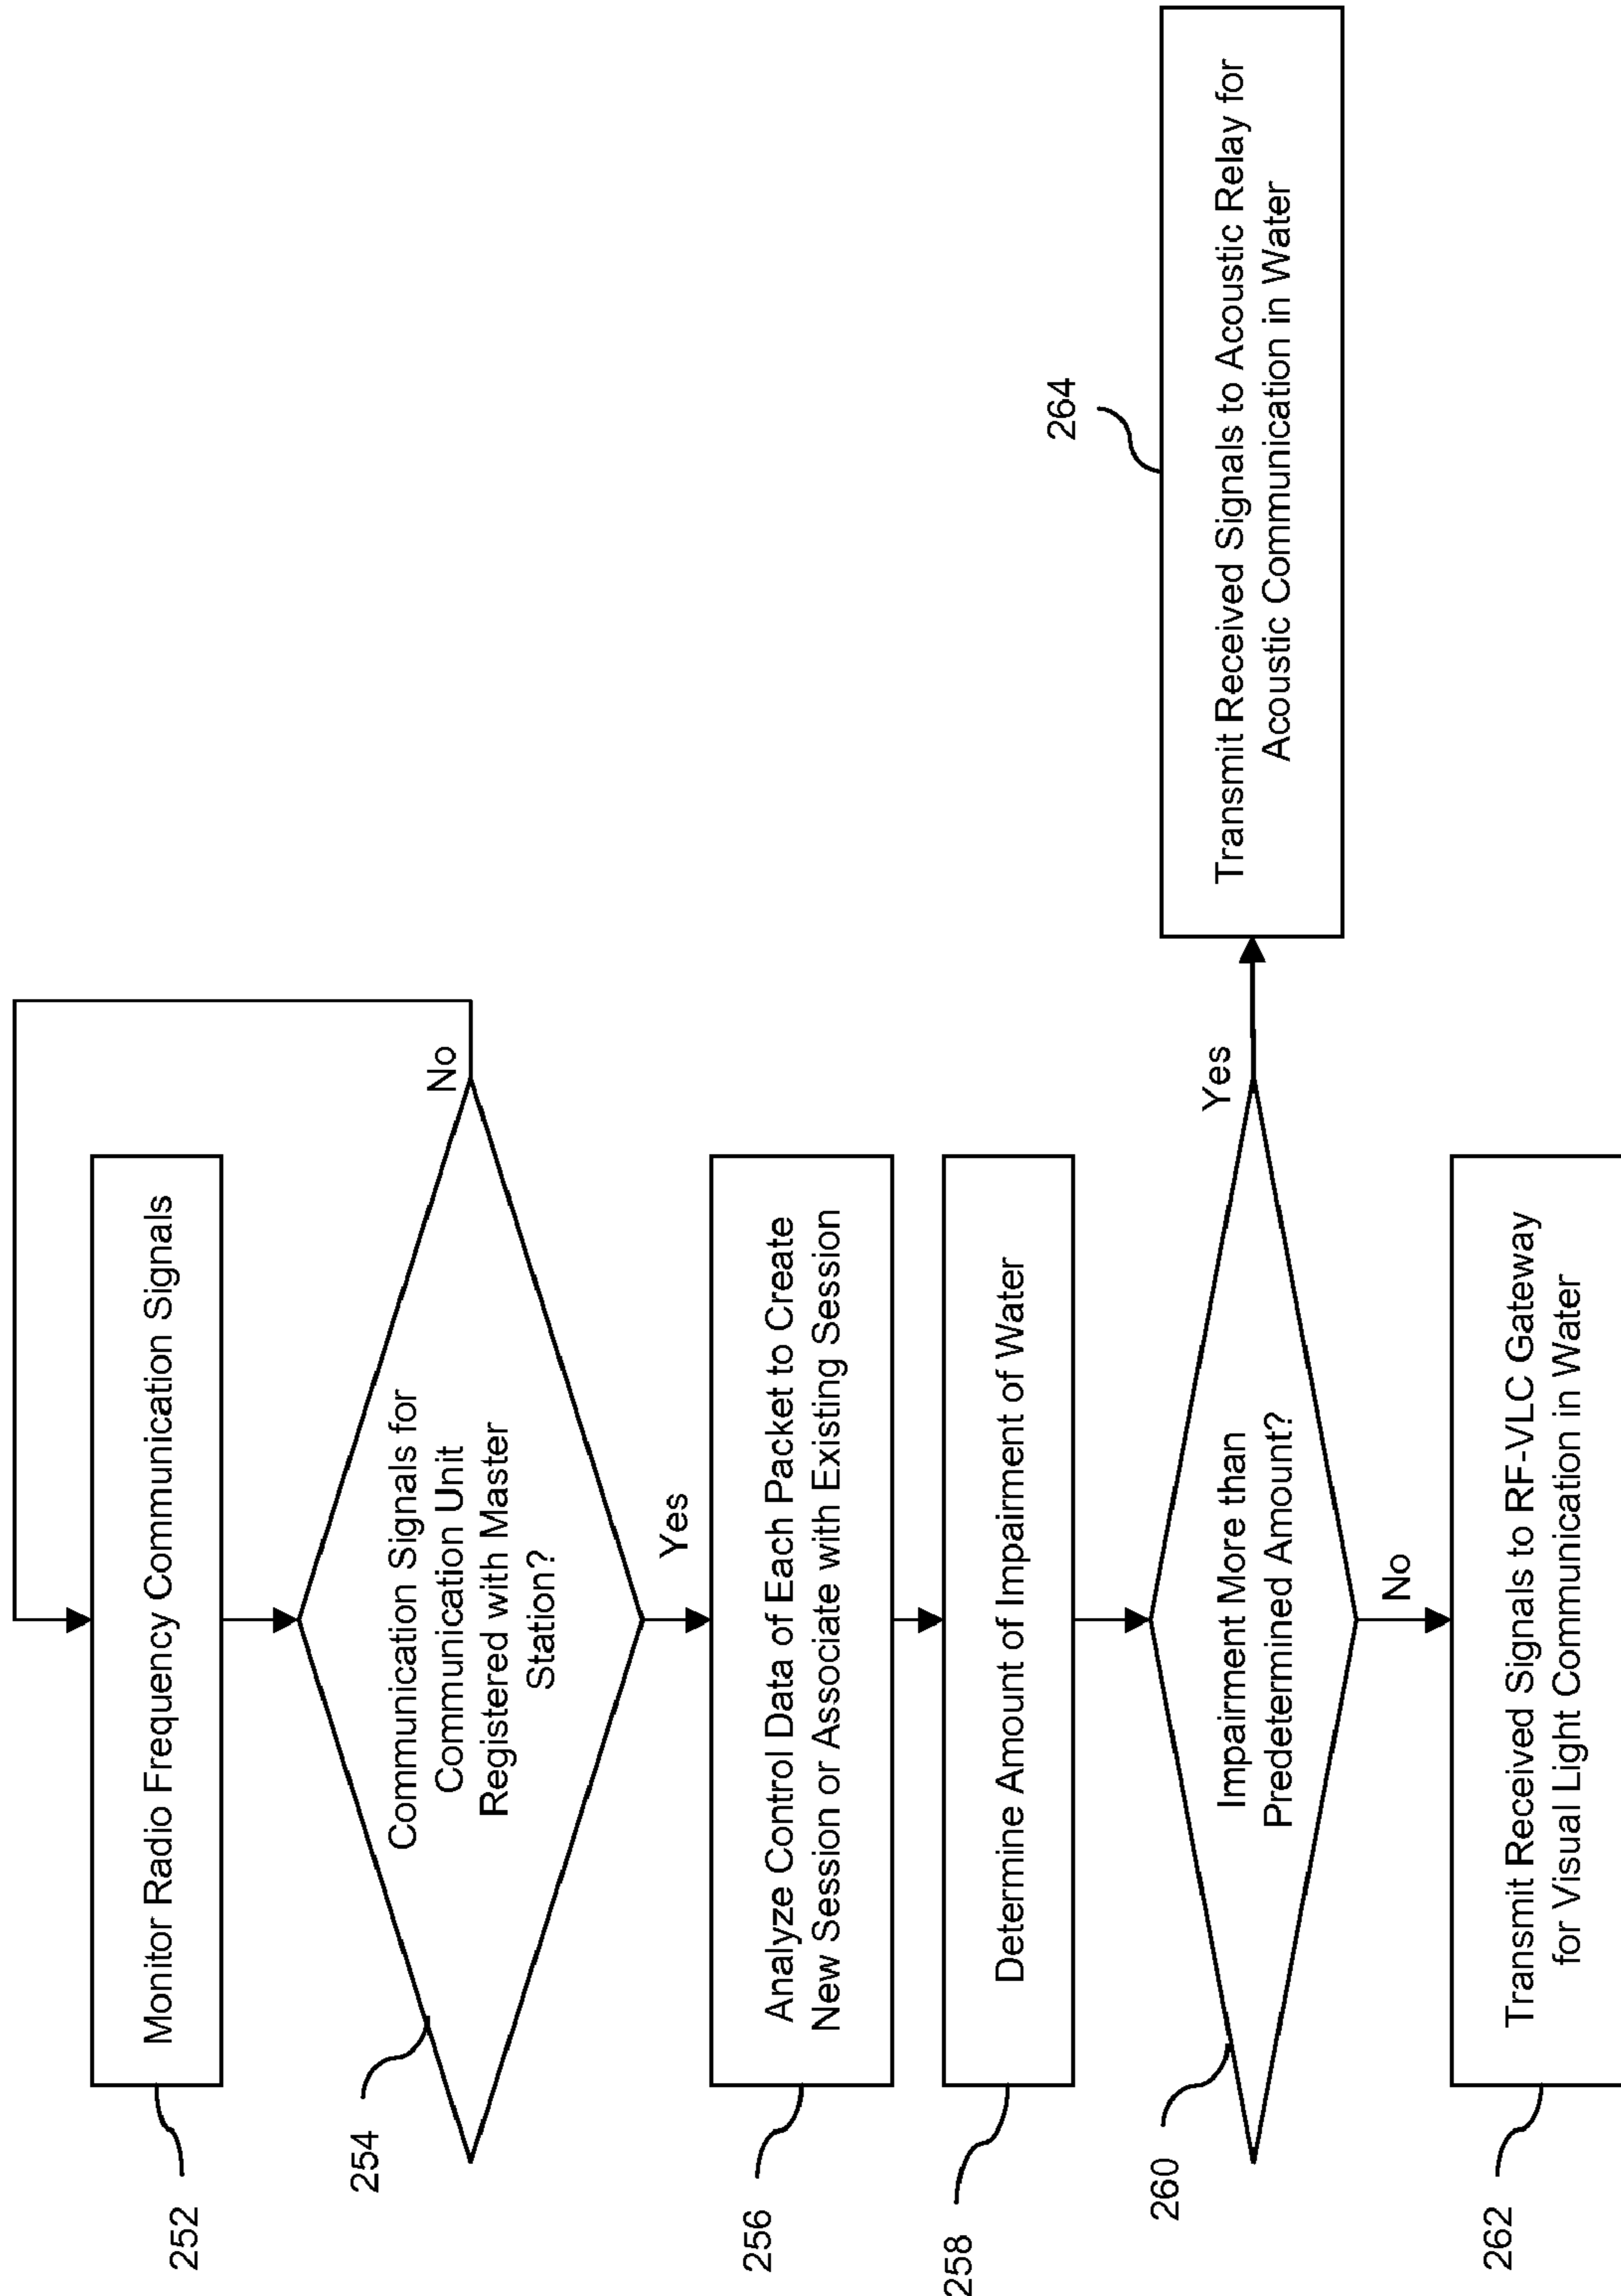 252
Monitor Radio Frequency Communication Signals
254
Communication Signals for
Communication Unit
Registered with Master
Station?
No
Yes
256
Analyze Control Data of Each Packet to Create
New Session or Associate with Existing Session
258
Determine Amount of Impairment of Water
260
Impairment More than
Predetermined Amount?
Yes
264
Transmit Received Signals to Acoustic Relay for
Acoustic Communication in Water
No
262
Transmit Received Signals to RF-VLC Gateway
for Visual Light Communication in Water